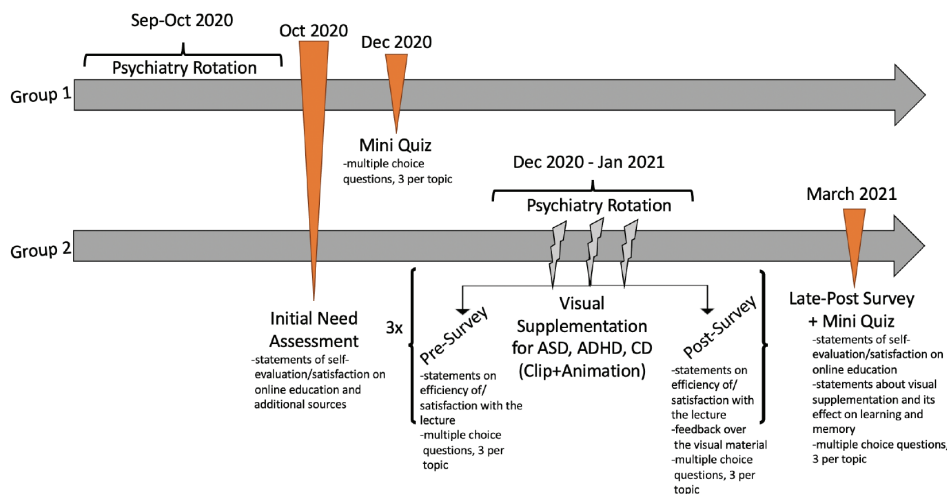 Sep-Oct 2020
Oct 2020
Dec 2020
Psychiatry Rotation
Group 1
Mini Quiz
-multiple choice
questions, 3 per topic
Dec 2020 - Jan 2021
Psychiatry Rotation
March 2021
Group 2
Initial Need
Assessment
-statements of self-
evaluation/satisfaction on
online education and
additional sources
3x
Pre-Survey
-statements on
efficiency of/
satisfaction with the
lecture
-multiple choice
questions, 3 per
topic
Visual
Supplementation
for ASD, ADHD, CD
(Clip+Animation)
Post-Survey
-statements on
efficiency of/
satisfaction with
the lecture
-feedback over
the visual material
-multiple choice
questions, 3 per
topic
Late-Post Survey
+ Mini Quiz
-statements of self-
evaluation/satisfaction on
online education
-statements about visual
supplementation and its
effect on learning and
memory
-multiple choice questions,
3 per topic